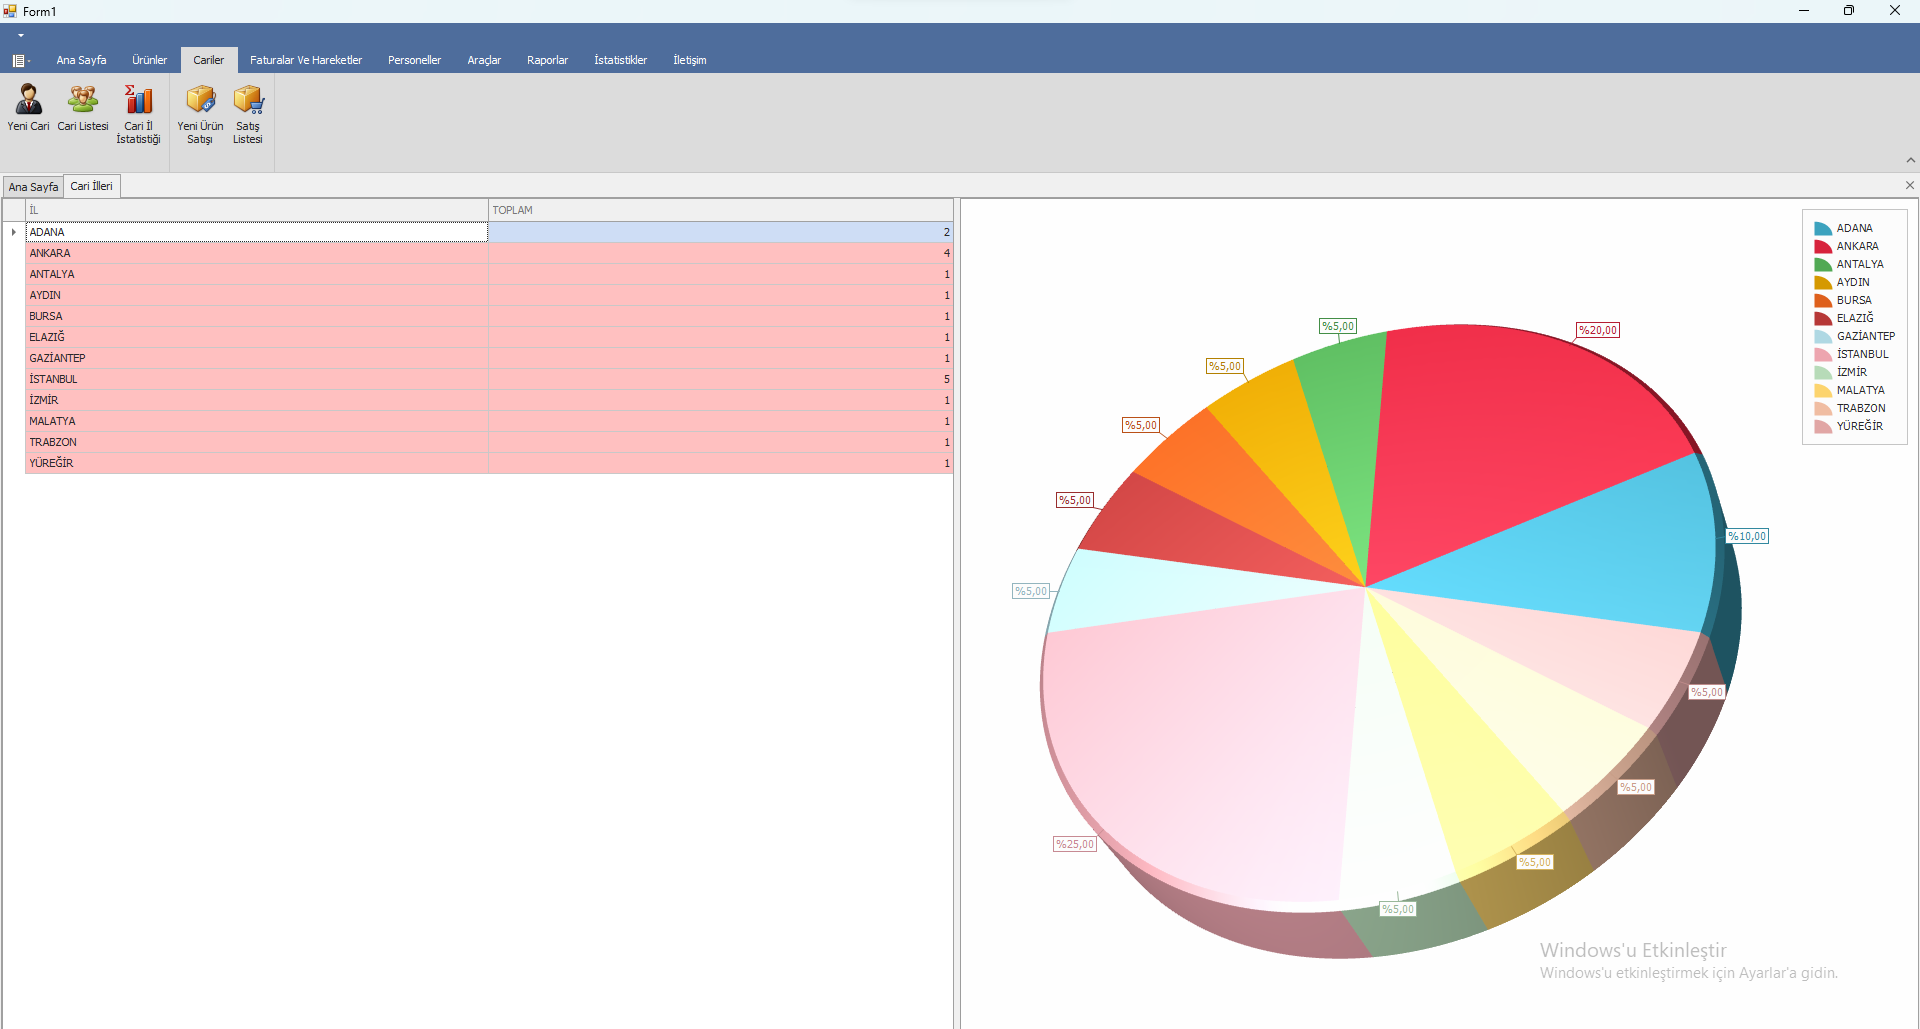 Form1
Ana Sayfa Ürünler Cariler Faturalar Ve Hareketler Personeller Araçlar Raporlar İstatistikler İletişim
Yeni Cari Cari Listesi Cari İl İstatistiği Yeni Ürün Satışı Satış Listesi
Ana Sayfa Cari İlleri
İL TOPLAM
ADANA 2
ANKARA 4
ANTALYA 1
AYDIN 1
BURSA 1
ELAZIĞ 1
GAZİANTEP 1
İSTANBUL 5
İZMİR 1
MALATYA 1
TRABZON 1
YÜREĞİR 1
%5,00
%20,00
%5,00
%5,00
%5,00
%10,00
%5,00
%5,00
%5,00
%25,00
%5,00
%5,00
ADANA
ANKARA
ANTALYA
AYDIN
BURSA
ELAZIĞ
GAZİANTEP
İSTANBUL
İZMİR
MALATYA
TRABZON
YÜREĞİR
Windows'u Etkinleştir
Windows'u etkinleştirmek için Ayarlar'a gidin.